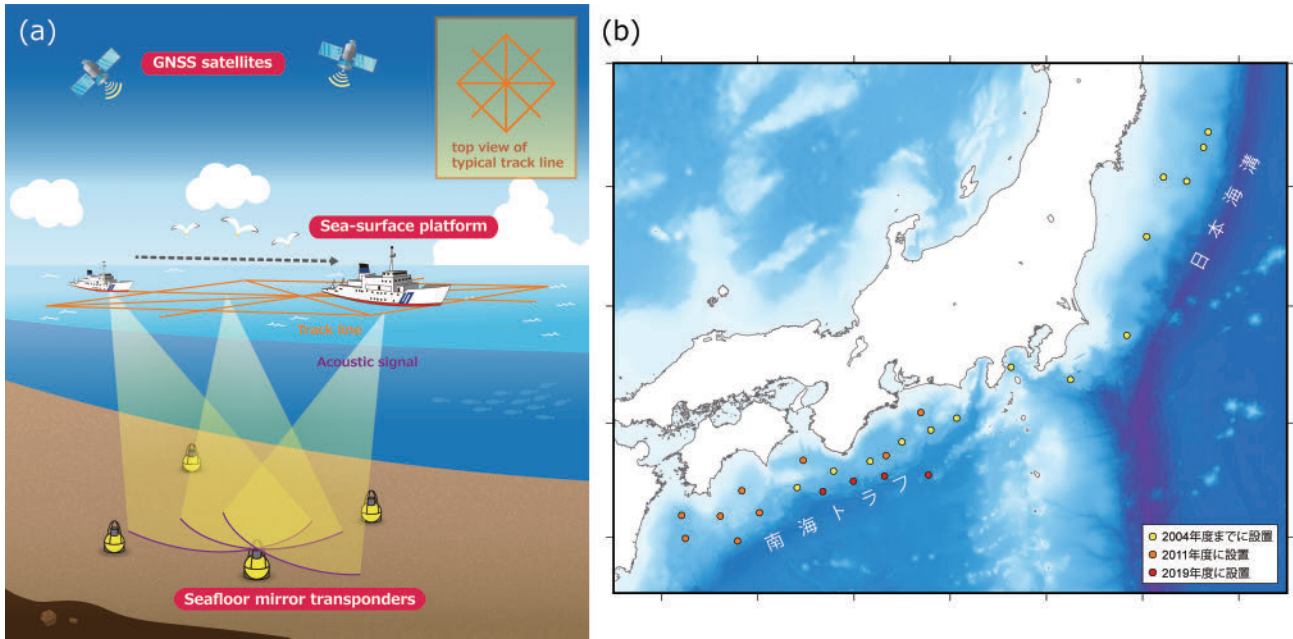 (a)
GNSS satellites
top view of
typical track line
Sea-surface platform
Track line
Acoustic signal
Seafloor mirror transponders
(b)
日本海溝
南海トラフ
2004年度までに設置
2011年度に設置
2019年度に設置